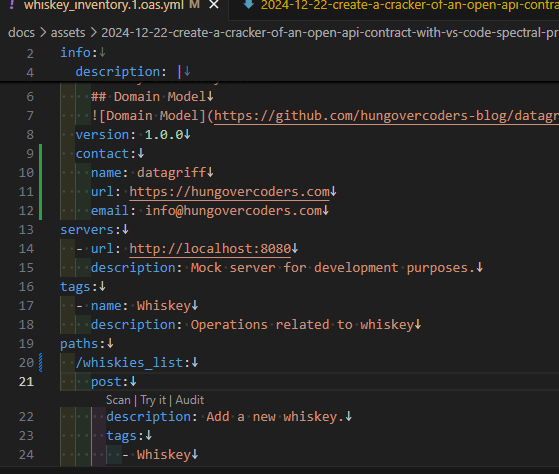 ! whiskey_inventory.1.oas.yml M 2024-12-22-create-a-cracker-of-an-open-api-contra
docs > assets > 2024-12-22-create-a-cracker-of-an-open-api-contract-with-vs-code-spectral-pr
2 info:↓
4 description: |↓
6 ## Domain Model↓
7 ![Domain Model](https://github.com/hungovercoders-blog/datagr
8 version: 1.0.0↓
9 contact:↓
10 name: datagriff↓
11 url: https://hungovercoders.com↓
12 email: info@hungovercoders.com↓
13 servers:↓
14 - url: http://localhost:8080↓
15 description: Mock server for development purposes.↓
16 tags:↓
17 - name: Whiskey↓
18 description: Operations related to whiskey↓
19 paths:↓
20 /whiskies_list:↓
21 post:↓
Scan | Try it | Audit
22 description: Add a new whiskey.↓
23 tags:↓
24 - Whiskey↓